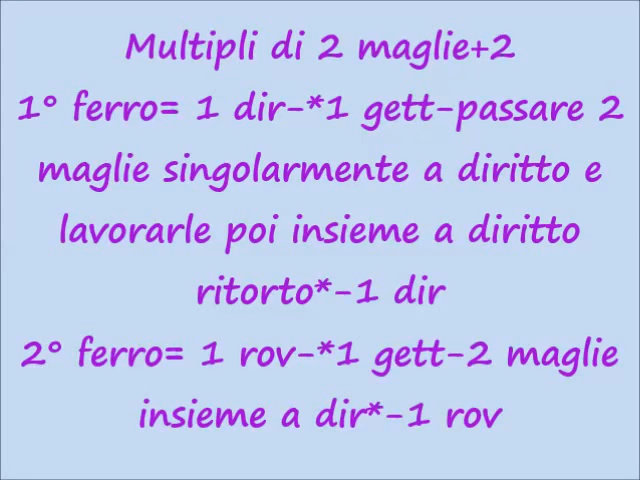 Multipli di 2 maglie+2
1° ferro= 1 dir-*1 gett-passare 2
maglie singolarmente a diritto e
lavorarle poi insieme a diritto
ritorto*-1 dir
2° ferro= 1 rov-*1 gett-2 maglie
insieme a dir*-1 rov